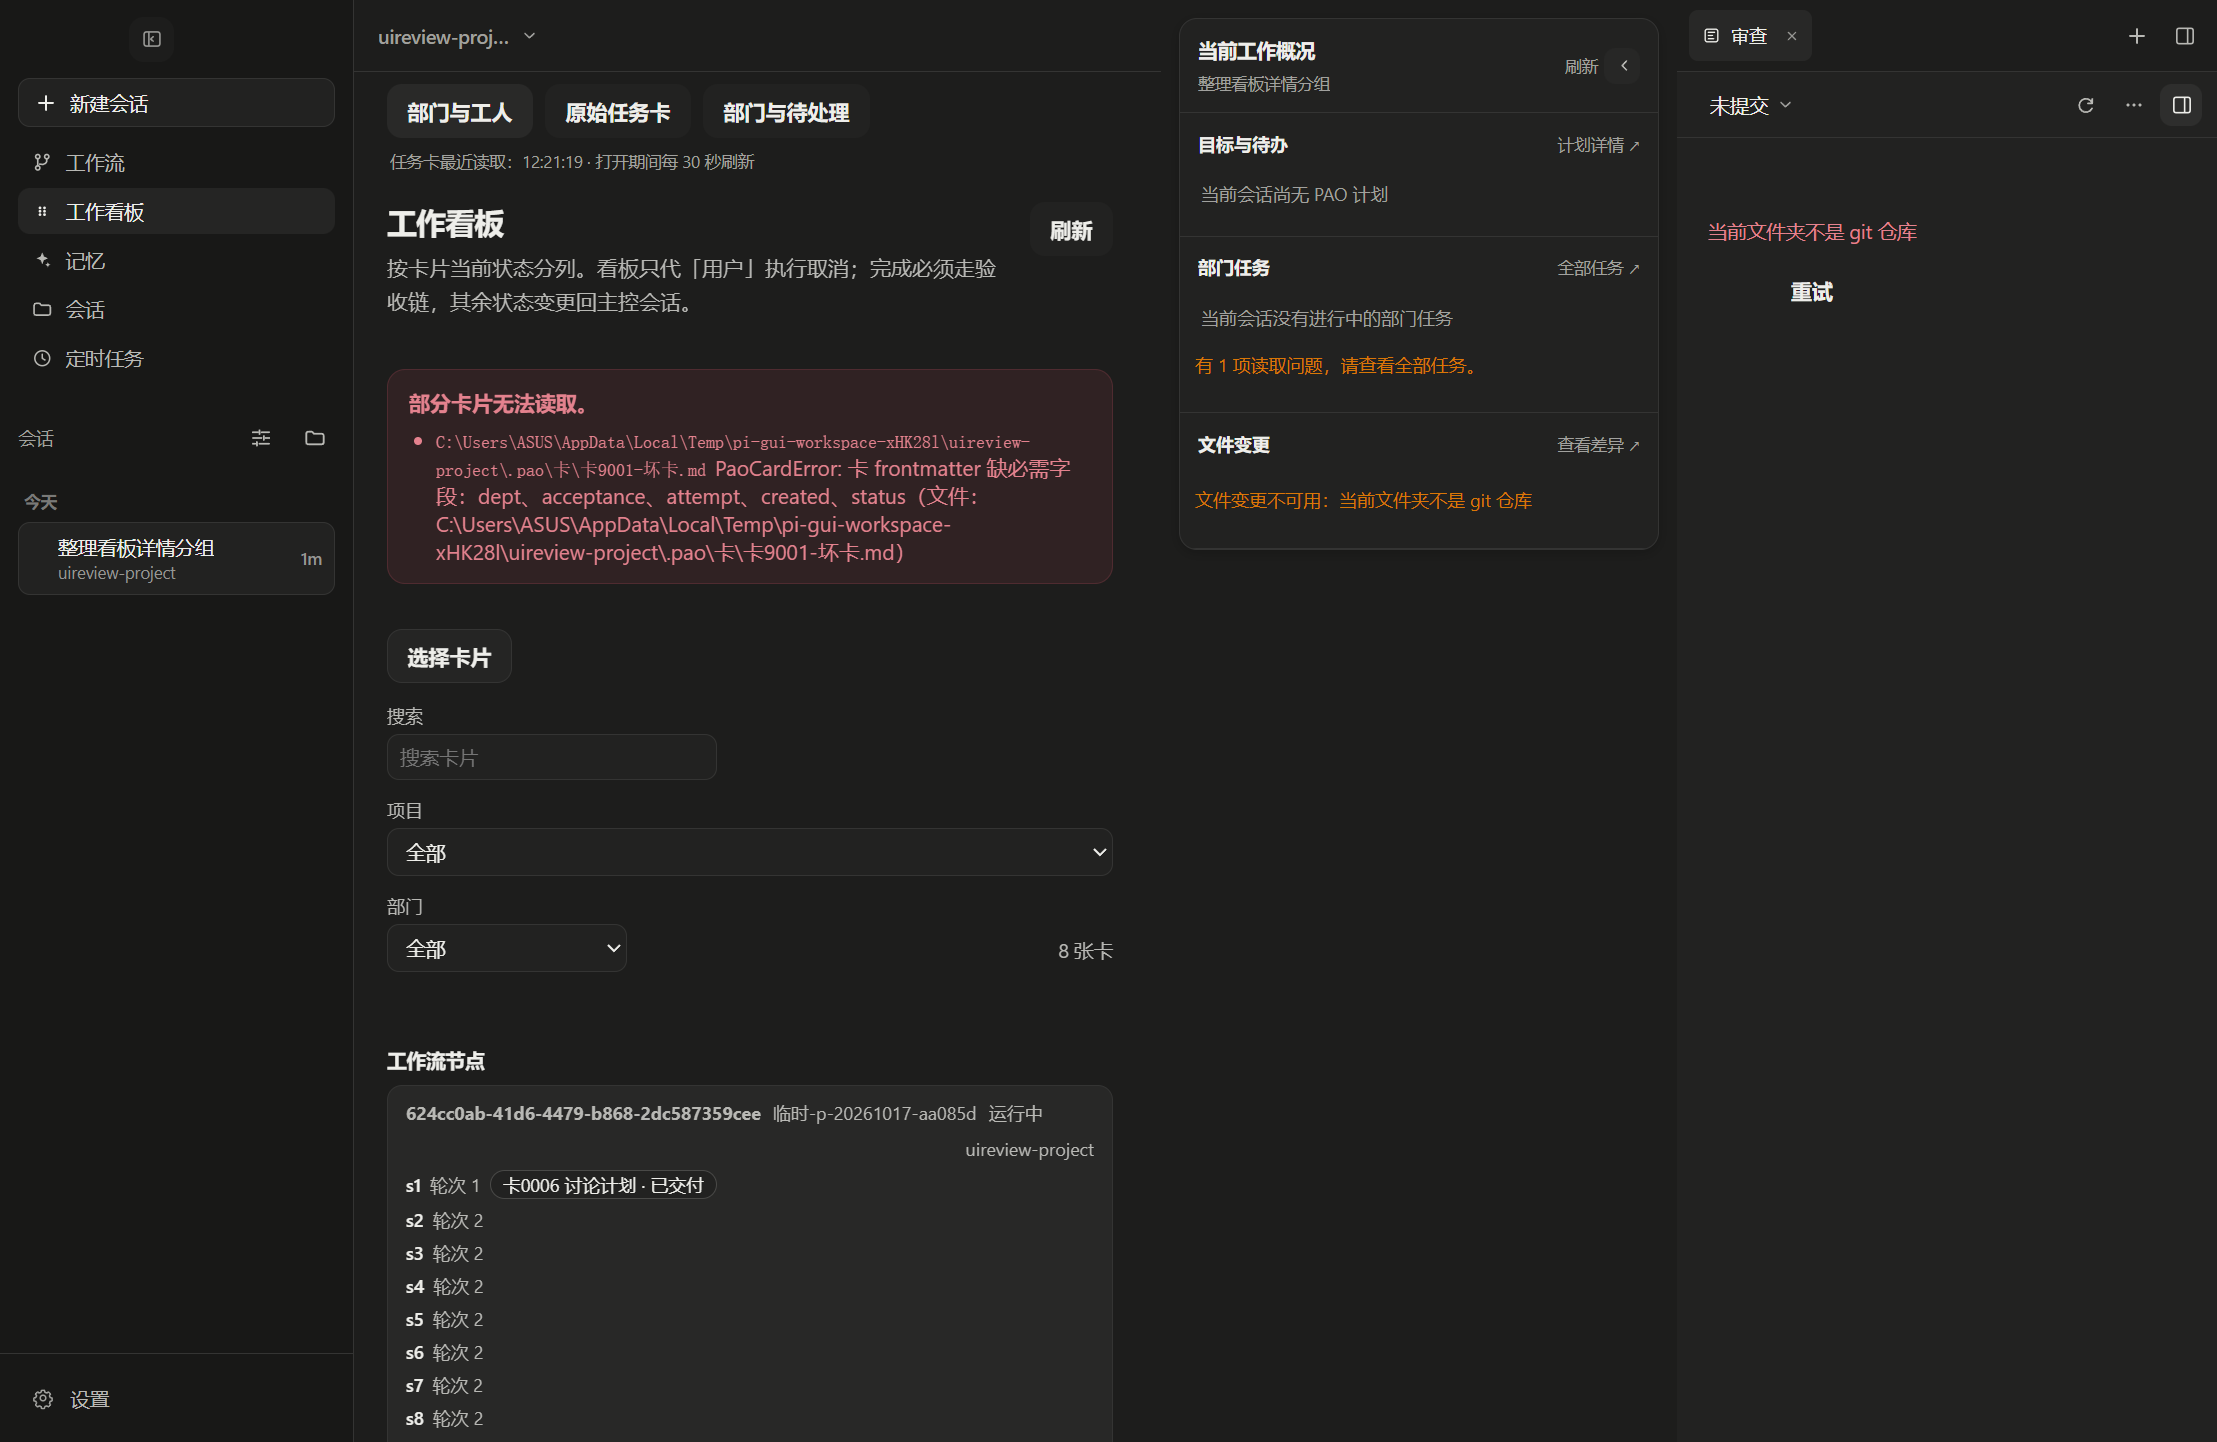 新建会话
工作流
工作看板
记忆
会话
定时任务
会话
今天
整理看板详情分组
1m
uireview-project
设置
uireview-proj...
部门与工人
原始任务卡
部门与待处理
任务卡最近读取：12:21:19 · 打开期间每 30 秒刷新
工作看板
刷新
按卡片当前状态分列。看板只代「用户」执行取消；完成必须走验
收链，其余状态变更回主控会话。
部分卡片无法读取。
C:\Users\ASUS\AppData\Local\Temp\pi-gui-workspace-xHK28l\uireview-
project\.pao\卡\卡9001-坏卡.md PaoCardError: 卡 frontmatter 缺必需字
段：dept、acceptance、attempt、created、status（文件：
C:\Users\ASUS\AppData\Local\Temp\pi-gui-workspace-
xHK28l\uireview-project\.pao\卡\卡9001-坏卡.md）
选择卡片
搜索
搜索卡片
项目
全部
部门
全部
8 张卡
工作流节点
624cc0ab-41d6-4479-b868-2dc587359cee 临时-p-20261017-aa085d 运行中
uireview-project
s1 轮次 1 卡0006 讨论计划 · 已交付
s2 轮次 2
s3 轮次 2
s4 轮次 2
s5 轮次 2
s6 轮次 2
s7 轮次 2
s8 轮次 2
当前工作概况
整理看板详情分组
刷新
目标与待办
计划详情 ↗
当前会话尚无 PAO 计划
部门任务
全部任务 ↗
当前会话没有进行中的部门任务
有 1 项读取问题，请查看全部任务。
文件变更
查看差异 ↗
文件变更不可用：当前文件夹不是 git 仓库
审查
未提交
当前文件夹不是 git 仓库
重试